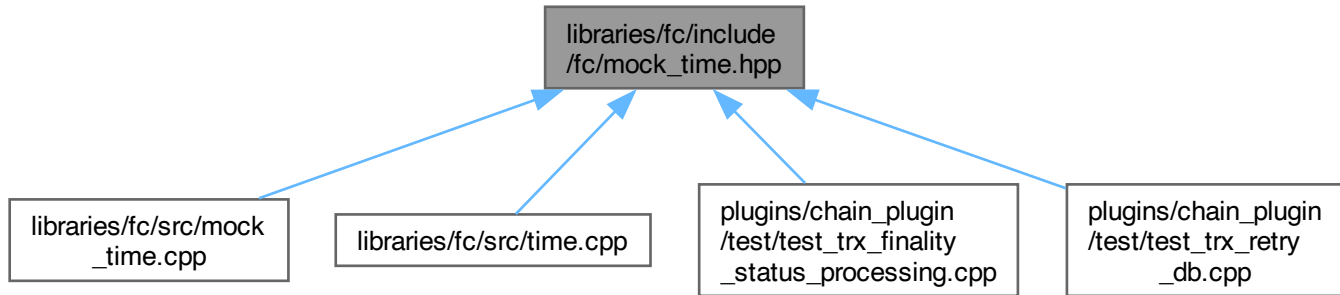 libraries/fc/include
/fc/mock_time.hpp
libraries/fc/src/mock
_time.cpp
libraries/fc/src/time.cpp
plugins/chain_plugin
/test/test_trx_finality
_status_processing.cpp
plugins/chain_plugin
/test/test_trx_retry
_db.cpp